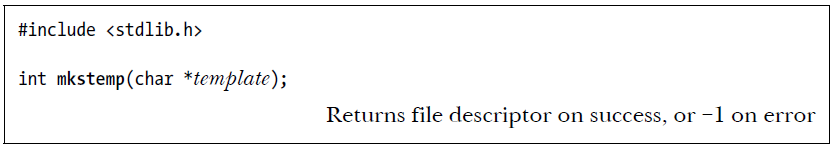 #include <stdlib.h>
int mkstemp(char *template);
Returns file descriptor on success, or −1 on error